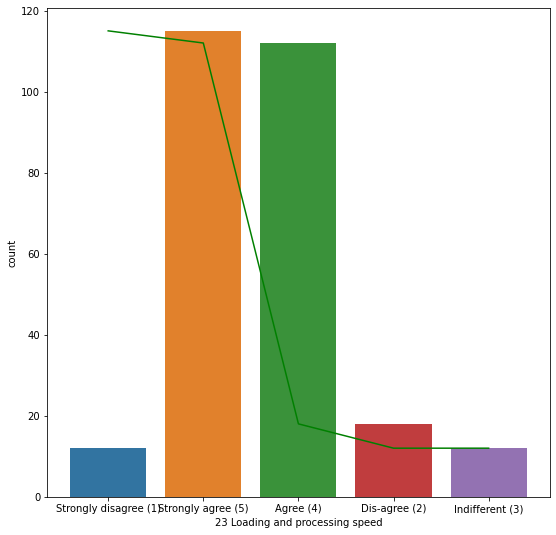 120
100
80
60
40
20
0
count
Strongly disagree (1) Strongly agree (5) Agree (4) Dis-agree (2) Indifferent (3)
23 Loading and processing speed